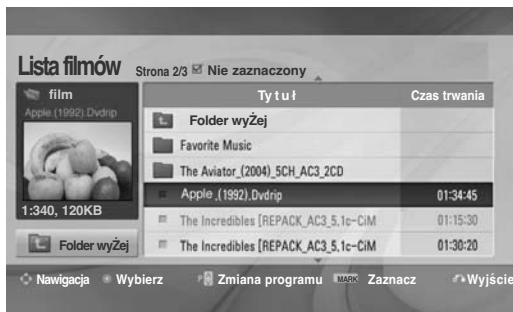 Lista filmów Strona 2/3 Nie zaznaczony
film
Apple.(1992).Dvdrip
1:340, 120KB
Folder wyŻej
Tytuł Czas trwania
Folder wyŻej
Favorite Music
The Aviator_(2004)_5CH_AC3_2CD
Apple .(1992).Dvdrip 01:34:45
The Incredibles [REPACK_AC3_5.1c-CiM 01:15:30
The Incredibles [REPACK_AC3_5.1c-CiM 01:30:20
Nawigacja Wybierz P Zmiana programu MARK Zaznacz Wyjście